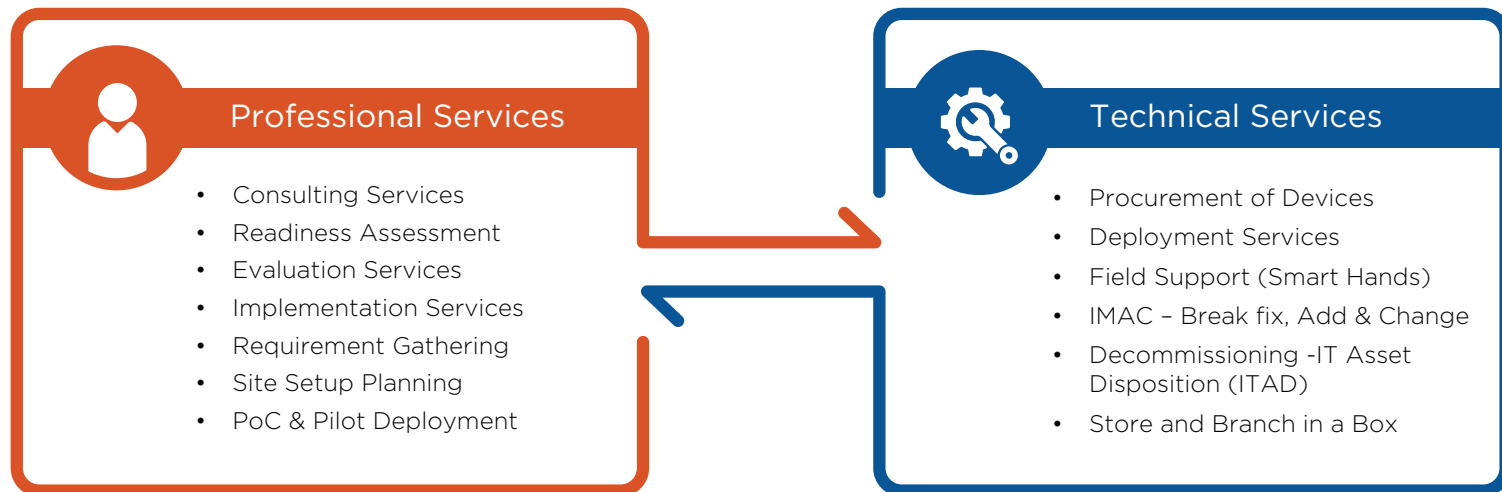 Professional Services
• Consulting Services
• Readiness Assessment
• Evaluation Services
• Implementation Services
• Requirement Gathering
• Site Setup Planning
• PoC & Pilot Deployment
Technical Services
• Procurement of Devices
• Deployment Services
• Field Support (Smart Hands)
• IMAC – Break fix, Add & Change
• Decommissioning -IT Asset
Disposition (ITAD)
• Store and Branch in a Box